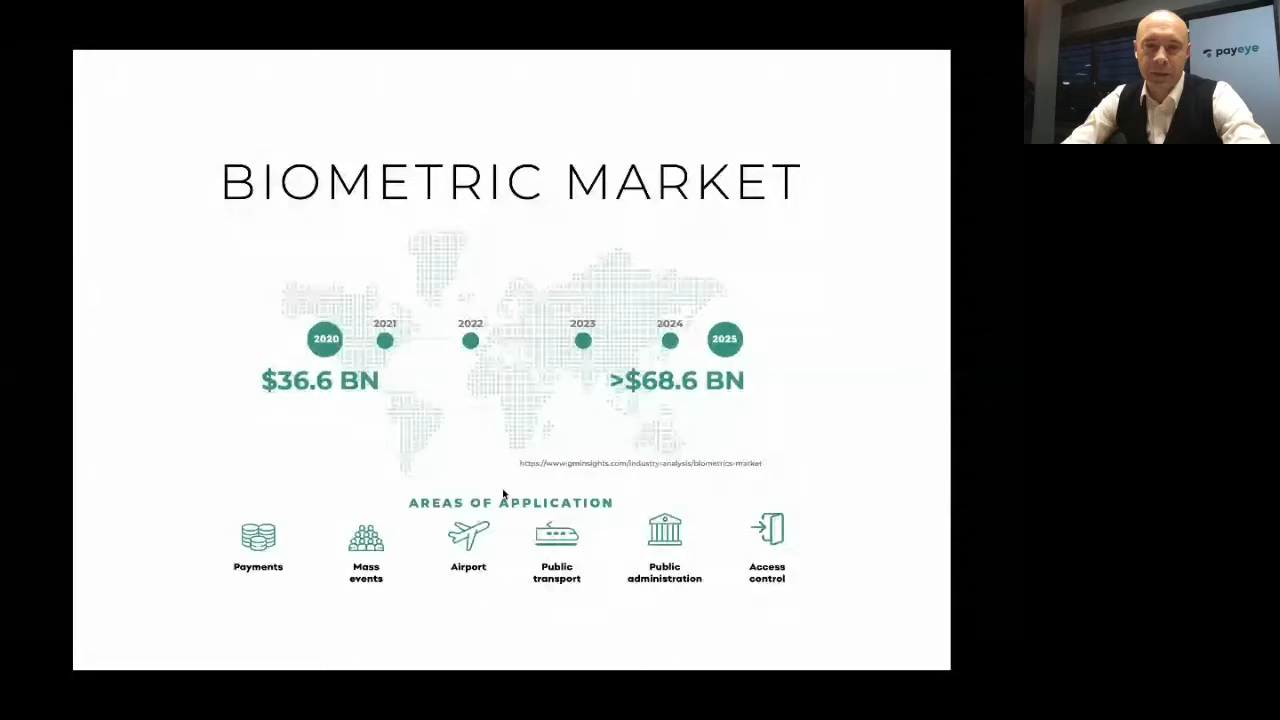 payeye
BIOMETRIC MARKET
2020
2021
2022
2023
2024
2025
$36.6 BN
>$68.6 BN
https://www.gminsights.com/industry-analysis/biometrics-market
AREAS OF APPLICATION
Payments
Mass
events
Airport
Public
transport
Public
administration
Access
control